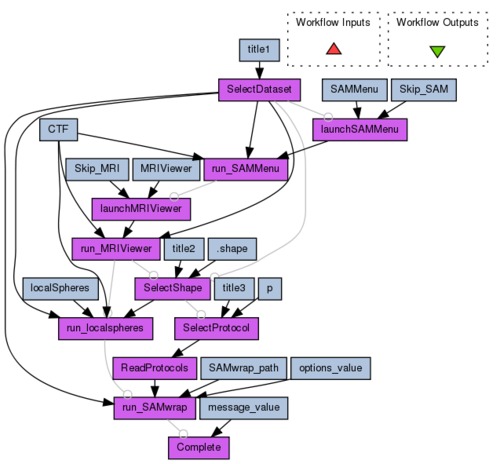 Workflow Inputs
Workflow Outputs
title1
SelectDataset
SAMMenu
Skip_SAM
CTF
launchSAMMenu
Skip_MRI
MRIViewer
run_SAMMenu
launchMRIViewer
run_MRIViewer
title2
.shape
localSpheres
SelectShape
title3
p
run_localspheres
SelectProtocol
ReadProtocols
SAMwrap_path
options_value
run_SAMwrap
message_value
Complete